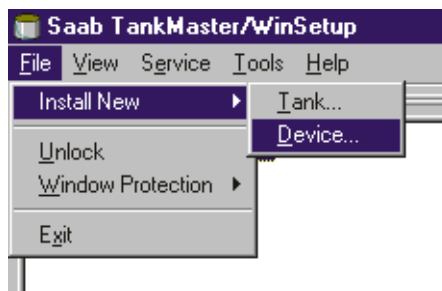 Saab TankMaster/WinSetup
File View Service Tools Help
Install New
Tank...
Device...
Unlock
Window Protection
Exit